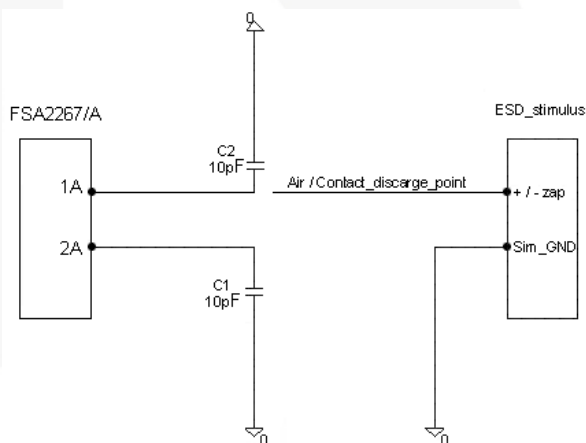 0
FSA2267/A
ESD_stimulus
C2
10pF
1A
Air / Contact_discarge_point
+ / - zap
2A
Sim_GND
C1
10pF
0
0